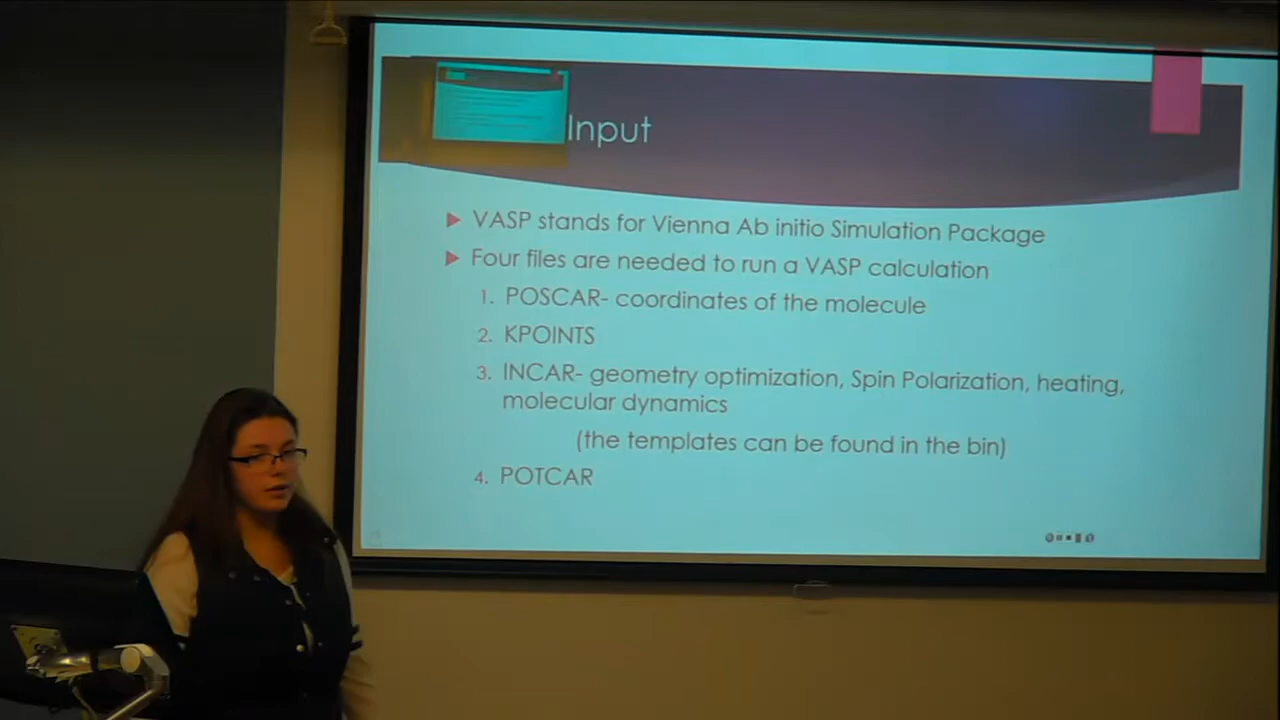 Input
VASP stands for Vienna Ab initio Simulation Package
Four files are needed to run a VASP calculation
1. POSCAR- coordinates of the molecule
2. KPOINTS
3. INCAR- geometry optimization, Spin Polarization, heating,
molecular dynamics
(the templates can be found in the bin)
4. POTCAR